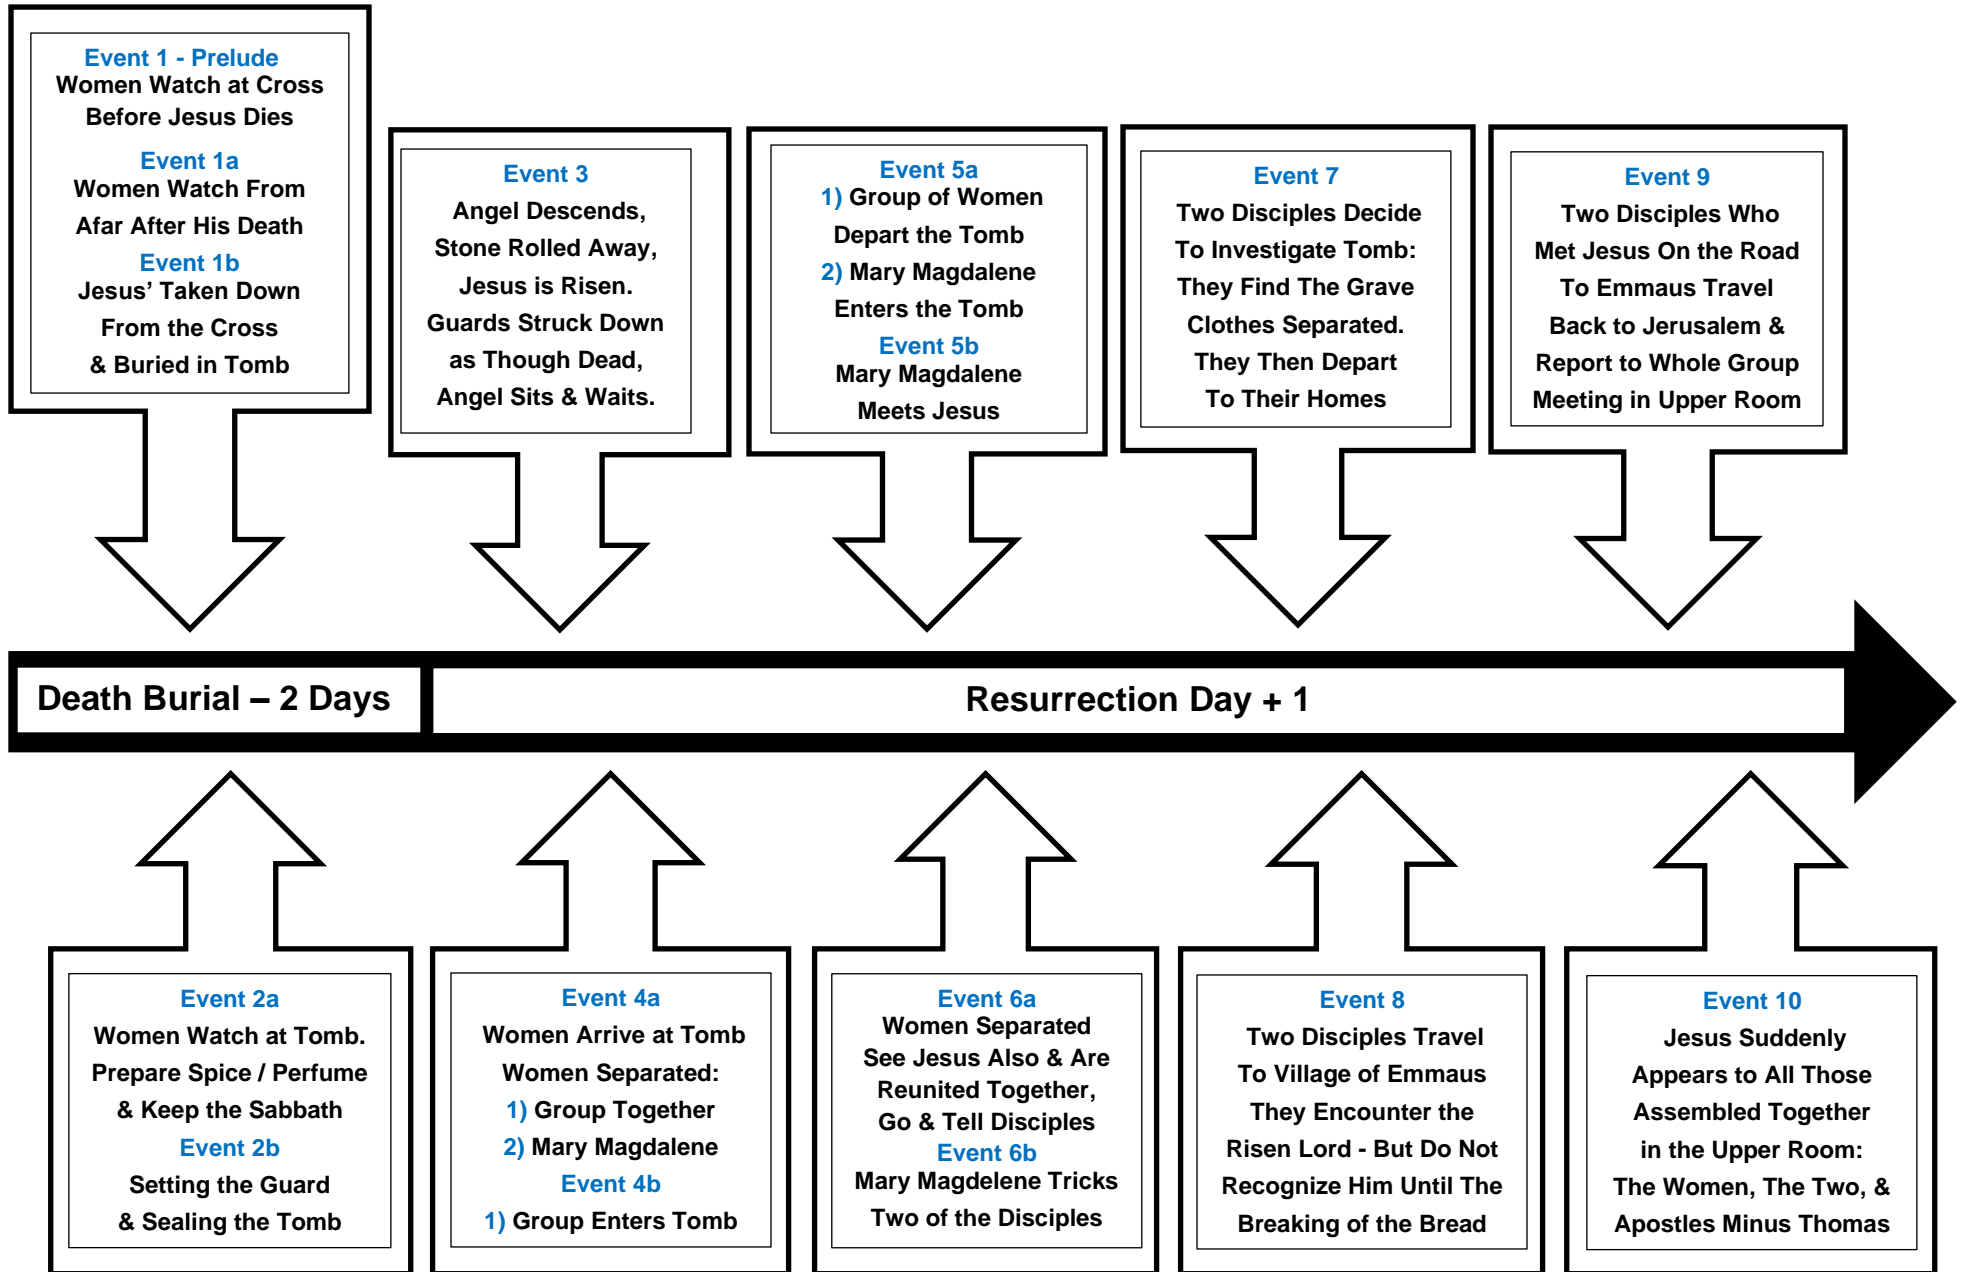 Event 1 - Prelude
Women Watch at Cross
Before Jesus Dies
Event 1a
Women Watch From
Afar After His Death
Event 1b
Jesus’ Taken Down
From the Cross
& Buried in Tomb
Event 3
Angel Descends,
Stone Rolled Away,
Jesus is Risen.
Guards Struck Down
as Though Dead,
Angel Sits & Waits.
Event 5a
1) Group of Women
Depart the Tomb
2) Mary Magdalene
Enters the Tomb
Event 5b
Mary Magdalene
Meets Jesus
Event 7
Two Disciples Decide
To Investigate Tomb:
They Find The Grave
Clothes Separated.
They Then Depart
To Their Homes
Event 9
Two Disciples Who
Met Jesus On the Road
To Emmaus Travel
Back to Jerusalem &
Report to Whole Group
Meeting in Upper Room
Death Burial – 2 Days
Resurrection Day + 1
Event 2a
Women Watch at Tomb.
Prepare Spice / Perfume
& Keep the Sabbath
Event 2b
Setting the Guard
& Sealing the Tomb
Event 4a
Women Arrive at Tomb
Women Separated:
1) Group Together
2) Mary Magdalene
Event 4b
1) Group Enters Tomb
Event 6a
Women Separated
See Jesus Also & Are
Reunited Together,
Go & Tell Disciples
Event 6b
Mary Magdelene Tricks
Two of the Disciples
Event 8
Two Disciples Travel
To Village of Emmaus
They Encounter the
Risen Lord - But Do Not
Recognize Him Until The
Breaking of the Bread
Event 10
Jesus Suddenly
Appears to All Those
Assembled Together
in the Upper Room:
The Women, The Two, &
Apostles Minus Thomas